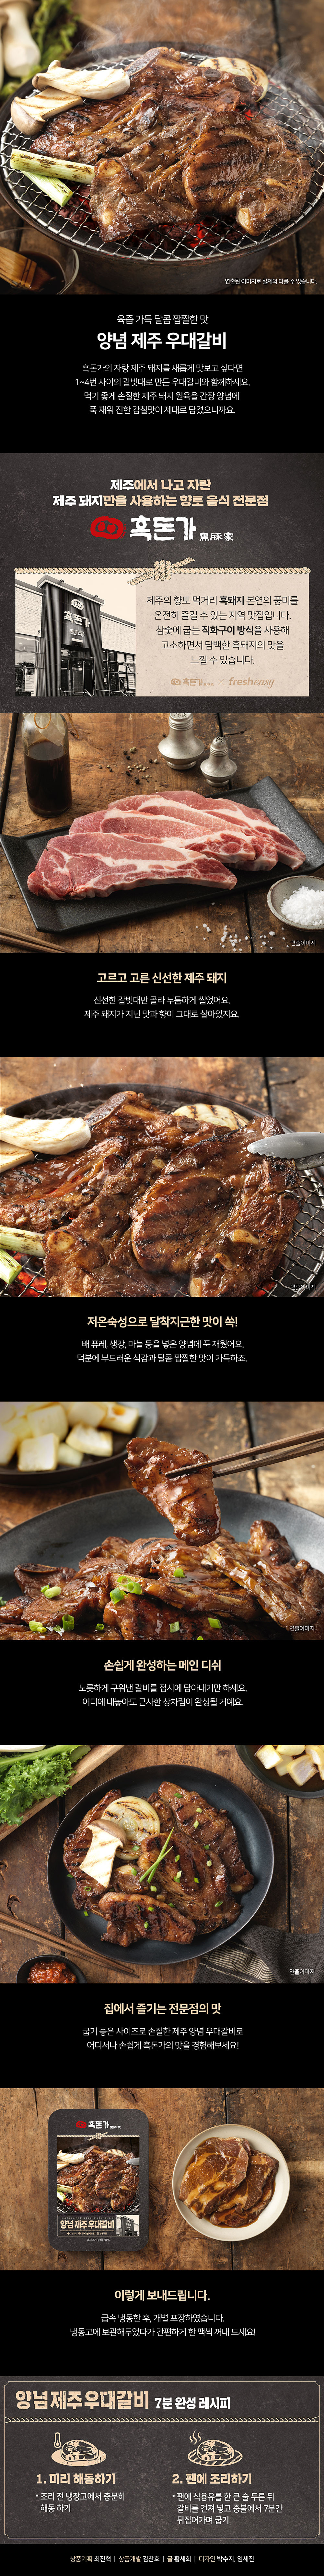 연출된 이미지로 실제와 다를 수 있습니다.
육즙 가득 달콤 짭짤한 맛
양념 제주 우대갈비
흑돈가의 자랑 제주 돼지를 새롭게 맛보고 싶다면
1~4번 사이의 갈빗대로 만든 우대갈비와 함께하세요.
먹기 좋게 손질한 제주 돼지 원육을 간장 양념에
푹 재워 진한 감칠맛이 제대로 담겼으니까요.
제주에서 나고 자란
제주 돼지만을 사용하는 향토 음식 전문점
흑돈가 黑豚家
흑돈가
黑豚家
제주의 향토 먹거리 흑돼지 본연의 풍미를
온전히 즐길 수 있는 지역 맛집입니다.
참숯에 굽는 직화구이 방식을 사용해
고소하면서 담백한 흑돼지의 맛을
느낄 수 있습니다.
흑돈가 × fresheasy
연출이미지
고르고 고른 신선한 제주 돼지
신선한 갈빗대만 골라 두툼하게 썰었어요.
제주 돼지가 지닌 맛과 향이 그대로 살아있지요.
연출이미지
저온숙성으로 달착지근한 맛이 쏙!
배 퓨레, 생강, 마늘 등을 넣은 양념에 푹 재웠어요.
덕분에 부드러운 식감과 달콤 짭짤한 맛이 가득하죠.
연출이미지
손쉽게 완성하는 메인 디쉬
노릇하게 구워낸 갈비를 접시에 담아내기만 하세요.
어디에 내놓아도 근사한 상차림이 완성될 거예요.
연출이미지
집에서 즐기는 전문점의 맛
굽기 좋은 사이즈로 손질한 제주 양념 우대갈비로
어디서나 손쉽게 흑돈가의 맛을 경험해보세요!
흑돈가 黑豚家
양념 제주 우대갈비
이렇게 보내드립니다.
급속 냉동한 후, 개별 포장하였습니다.
냉동고에 보관해두었다가 간편하게 한 팩씩 꺼내 드세요!
양념 제주 우대갈비 7분 완성 레시피
1. 미리 해동하기
• 조리 전 냉장고에서 충분히
해동 하기
2. 팬에 조리하기
• 팬에 식용유를 한 큰 술 두른 뒤
갈비를 건져 넣고 중불에서 7분간
뒤집어가며 굽기
상품기획 최진혁 | 상품개발 김찬호 | 글 황세희 | 디자인 박수지, 임세진